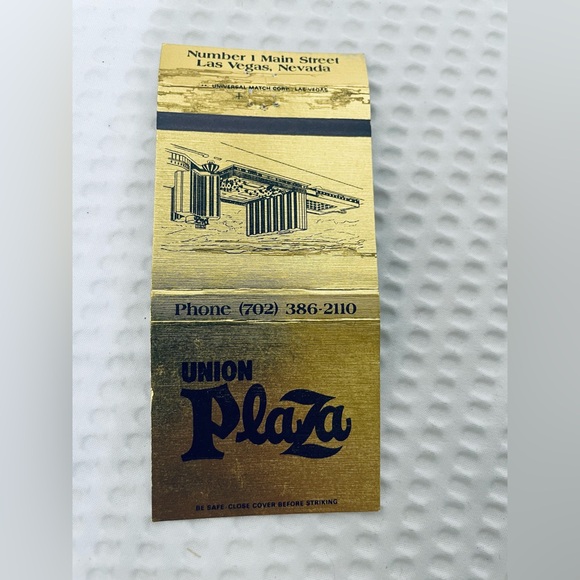 Number 1 Main Street
Las Vegas, Nevada
UNIVERSAL MATCH CORP., LAS VEGAS
Phone (702) 386-2110
UNION
Plaza
BE SAFE-CLOSE COVER BEFORE STRIKING